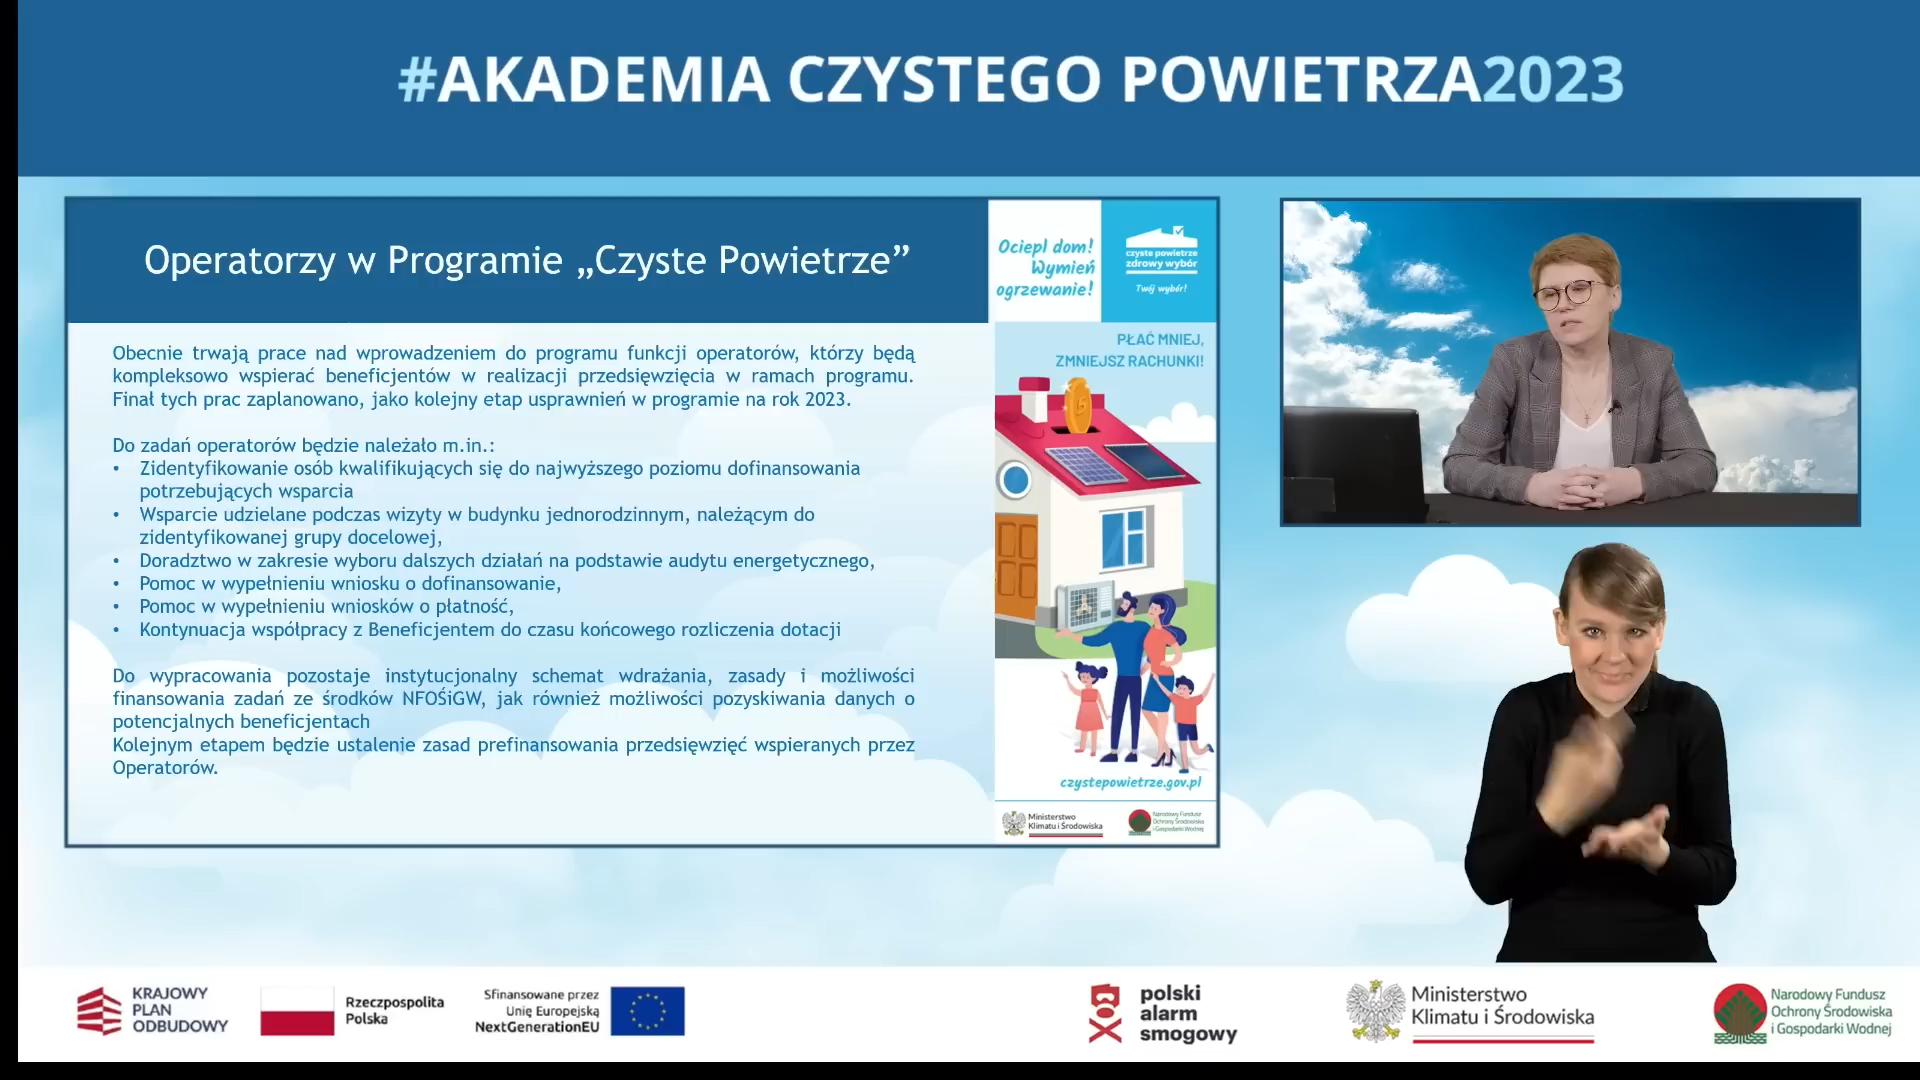 #AKADEMIA CZYSTEGO POWIETRZA2023
Operatorzy w Programie „Czyste Powietrze”
Obecnie trwają prace nad wprowadzeniem do programu funkcji operatorów, którzy będą
kompleksowo wspierać beneficjentów w realizacji przedsięwzięcia w ramach programu.
Finał tych prac zaplanowano, jako kolejny etap usprawnień w programie na rok 2023.
Do zadań operatorów będzie należało m.in.:
• Zidentyfikowanie osób kwalifikujących się do najwyższego poziomu dofinansowania
potrzebujących wsparcia
• Wsparcie udzielane podczas wizyty w budynku jednorodzinnym, należącym do
zidentyfikowanej grupy docelowej,
• Doradztwo w zakresie wyboru dalszych działań na podstawie audytu energetycznego,
• Pomoc w wypełnieniu wniosku o dofinansowanie,
• Pomoc w wypełnieniu wniosków o płatność,
• Kontynuacja współpracy z Beneficjentem do czasu końcowego rozliczenia dotacji
Do wypracowania pozostaje instytucjonalny schemat wdrażania, zasady i możliwości
finansowania zadań ze środków NFOŚiGW, jak również możliwości pozyskiwania danych o
potencjalnych beneficjentach
Kolejnym etapem będzie ustalenie zasad prefinansowania przedsięwzięć wspieranych przez
Operatorów.
Ociepl dom!
Wymień
ogrzewanie!
czyste powietrze
zdrowy wybór
Twój wybór!
PŁAĆ MNIEJ,
ZMNIEJSZ RACHUNKI!
czystepowietrze.gov.pl
Ministerstwo
Klimatu i Środowiska
Narodowy Fundusz
Ochrony Środowiska
i Gospodarki Wodnej
KRAJOWY
PLAN
ODBUDOWY
Rzeczpospolita
Polska
Sfinansowane przez
Unię Europejską
NextGenerationEU
polski
alarm
smogowy
Ministerstwo
Klimatu i Środowiska
Narodowy Fundusz
Ochrony Środowiska
i Gospodarki Wodnej